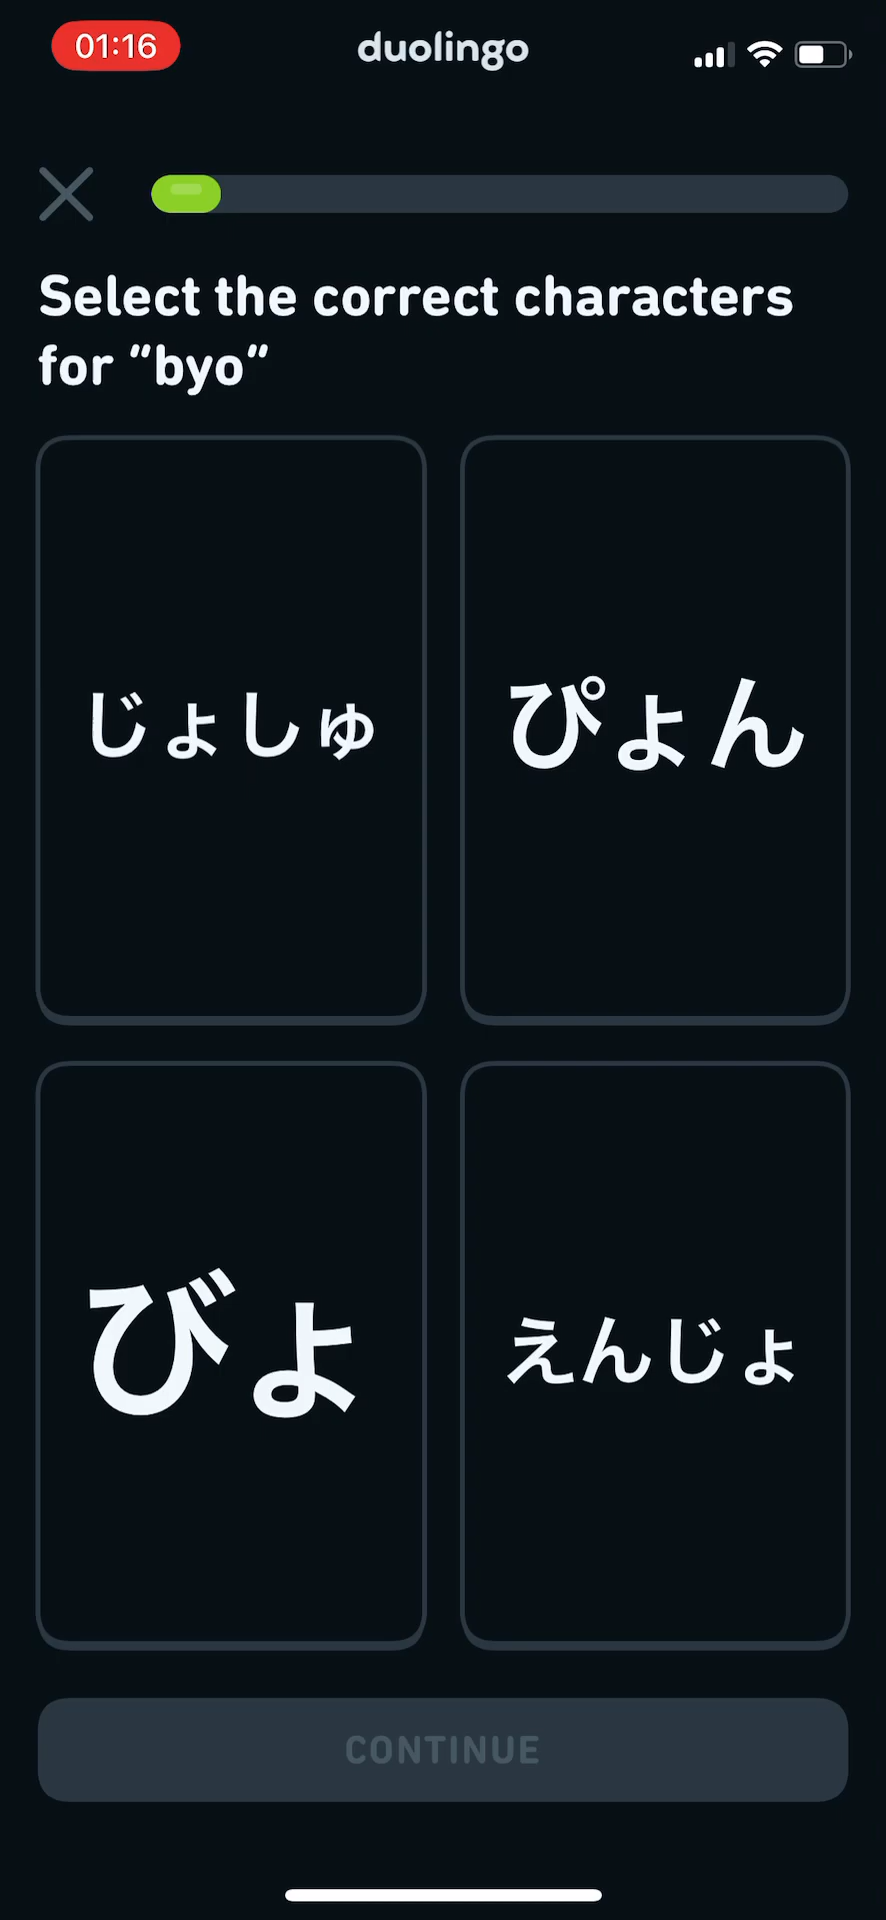 01:16
duolingo
Select the correct characters
for “byo”
じょしゅ
ぴょん
びょ
えんじょ
CONTINUE